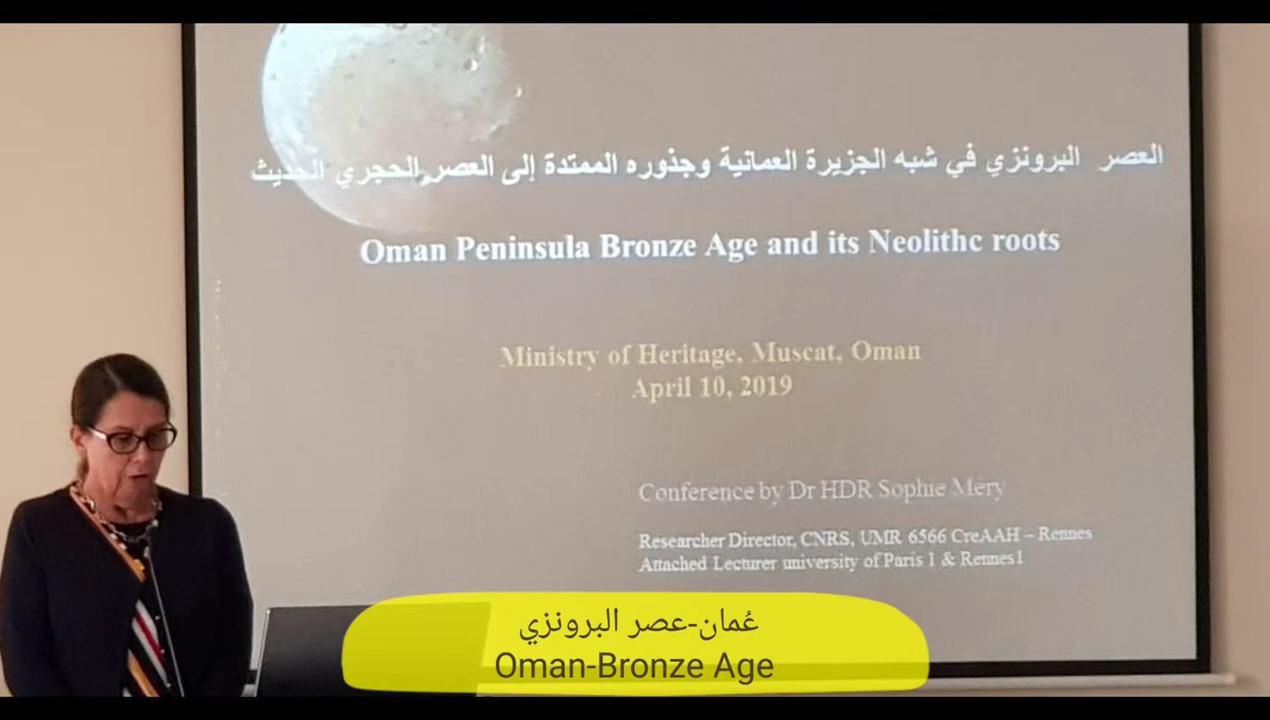 العصر البرونزي في شبه الجزيرة العمانية وجذوره الممتدة إلى العصر الحجري الحديث
Oman Peninsula Bronze Age and its Neolithc roots
Ministry of Heritage, Muscat, Oman
April 10, 2019
Conference by Dr HDR Sophie Méry
Researcher Director, CNRS, UMR 6566 CreAAH – Rennes
Attached Lecturer university of Paris 1 & Rennes1
عُمان-عصر البرونزي
Oman-Bronze Age